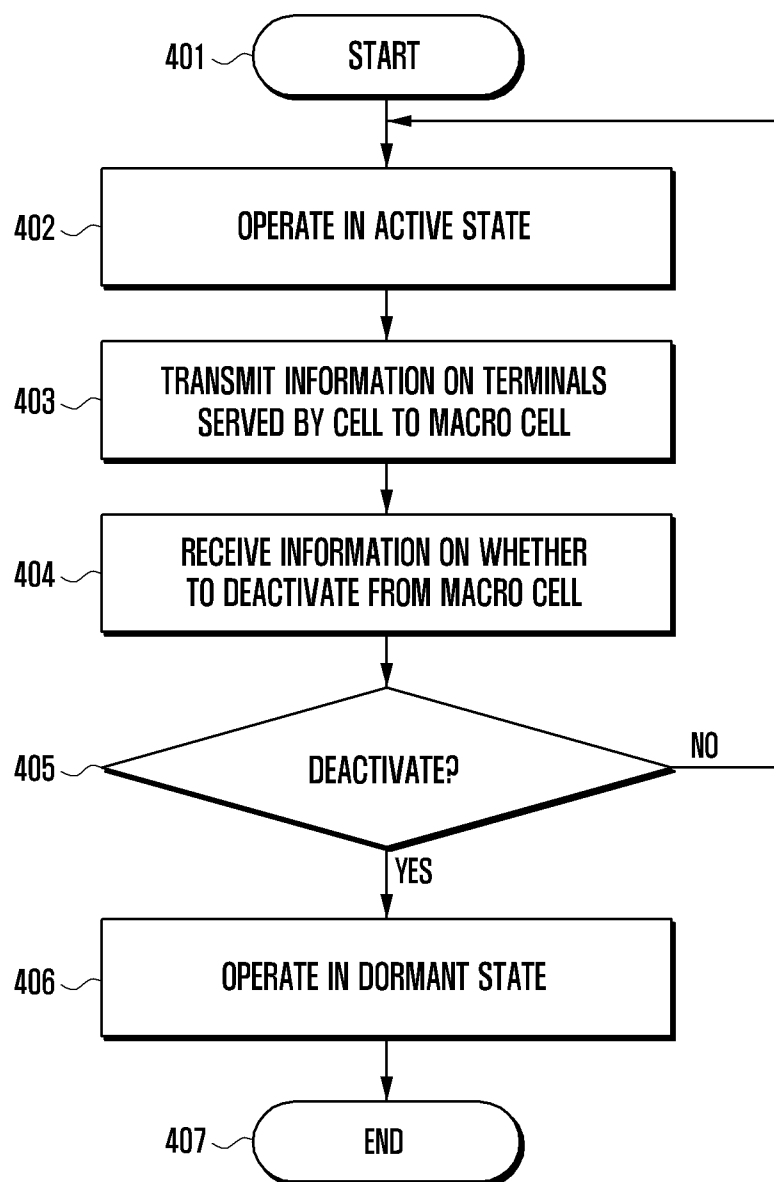 401
START
402
OPERATE IN ACTIVE STATE
403
TRANSMIT INFORMATION ON TERMINALS
SERVED BY CELL TO MACRO CELL
404
RECEIVE INFORMATION ON WHETHER
TO DEACTIVATE FROM MACRO CELL
405
DEACTIVATE?
NO
YES
406
OPERATE IN DORMANT STATE
407
END